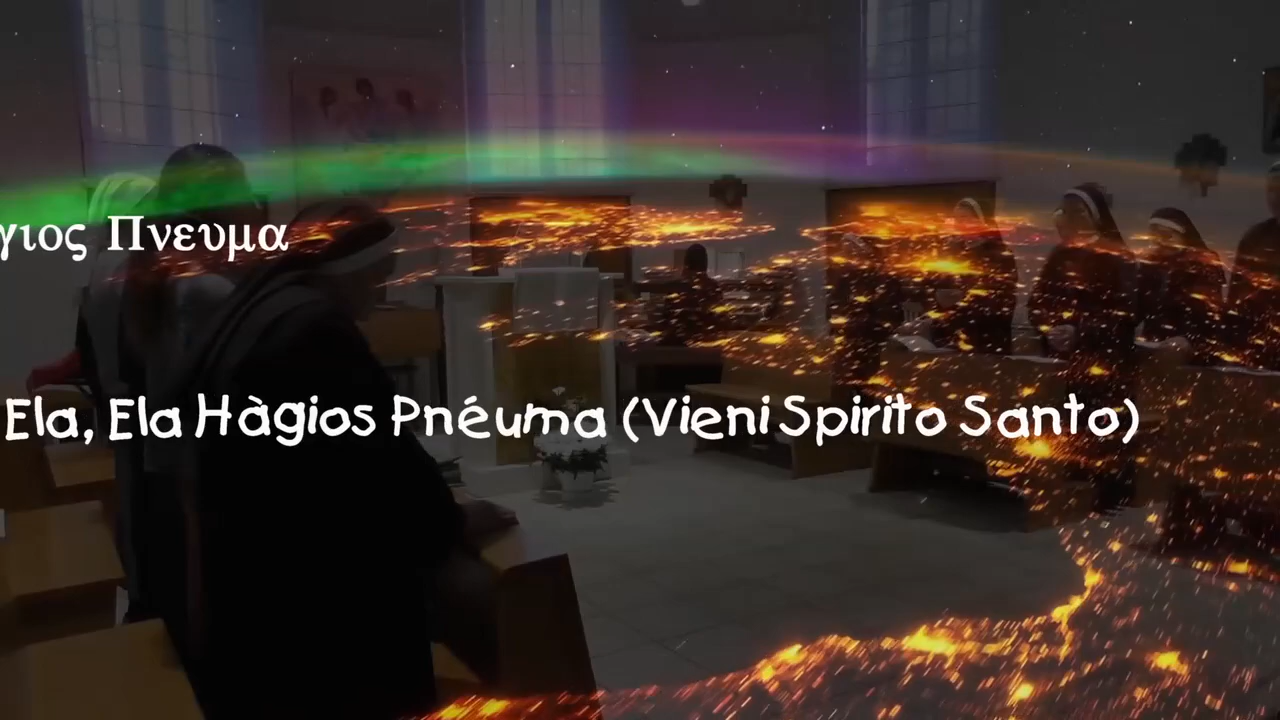 γιος Πνευμα
Ela, Ela Hàgios Pnéuma (Vieni Spirito Santo)